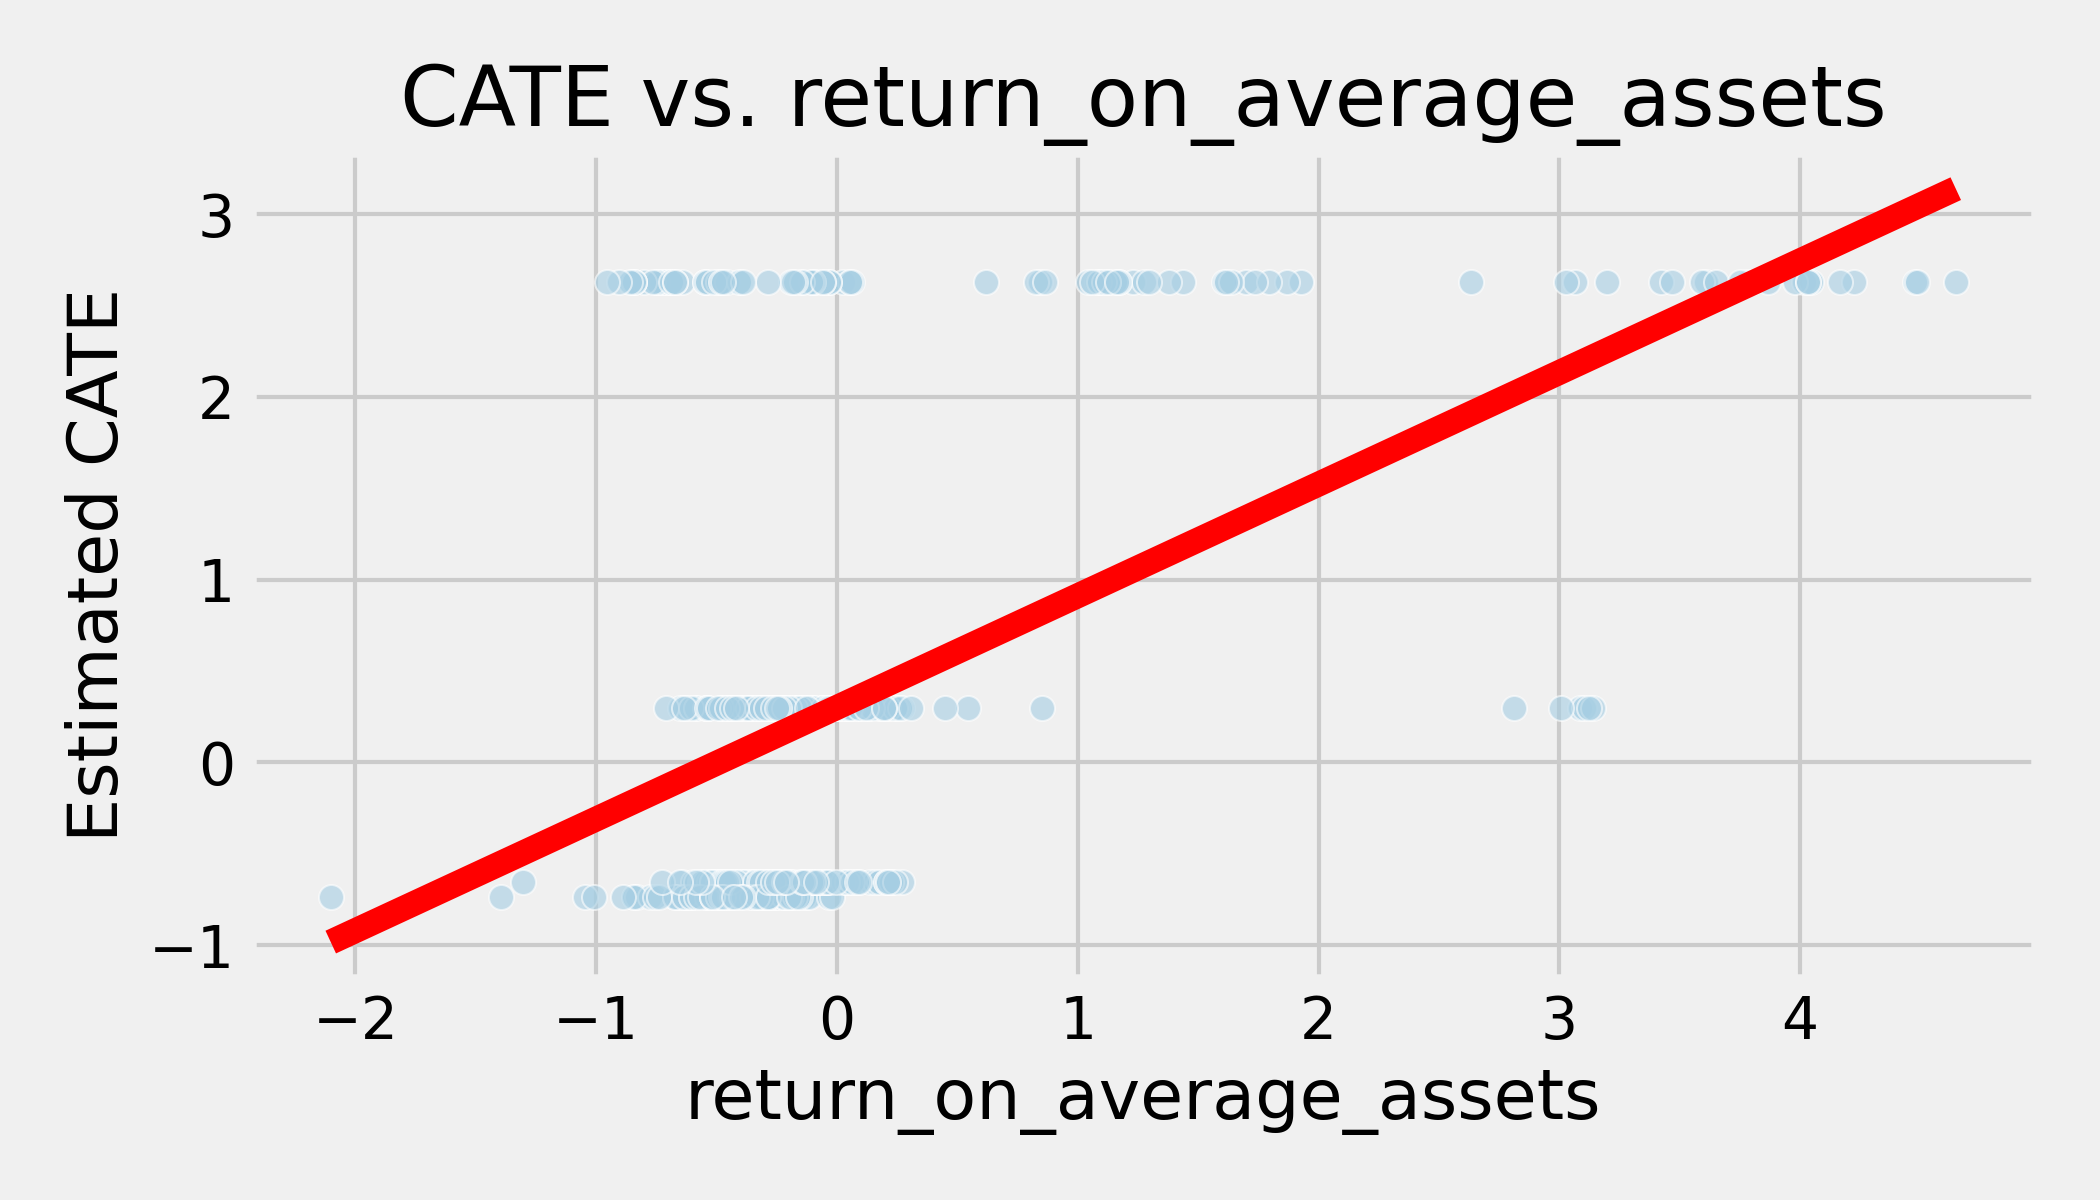 CATE vs. return_on_average_assets
Estimated CATE
3
2
1
0
−1
−2 −1 0 1 2 3 4
return_on_average_assets